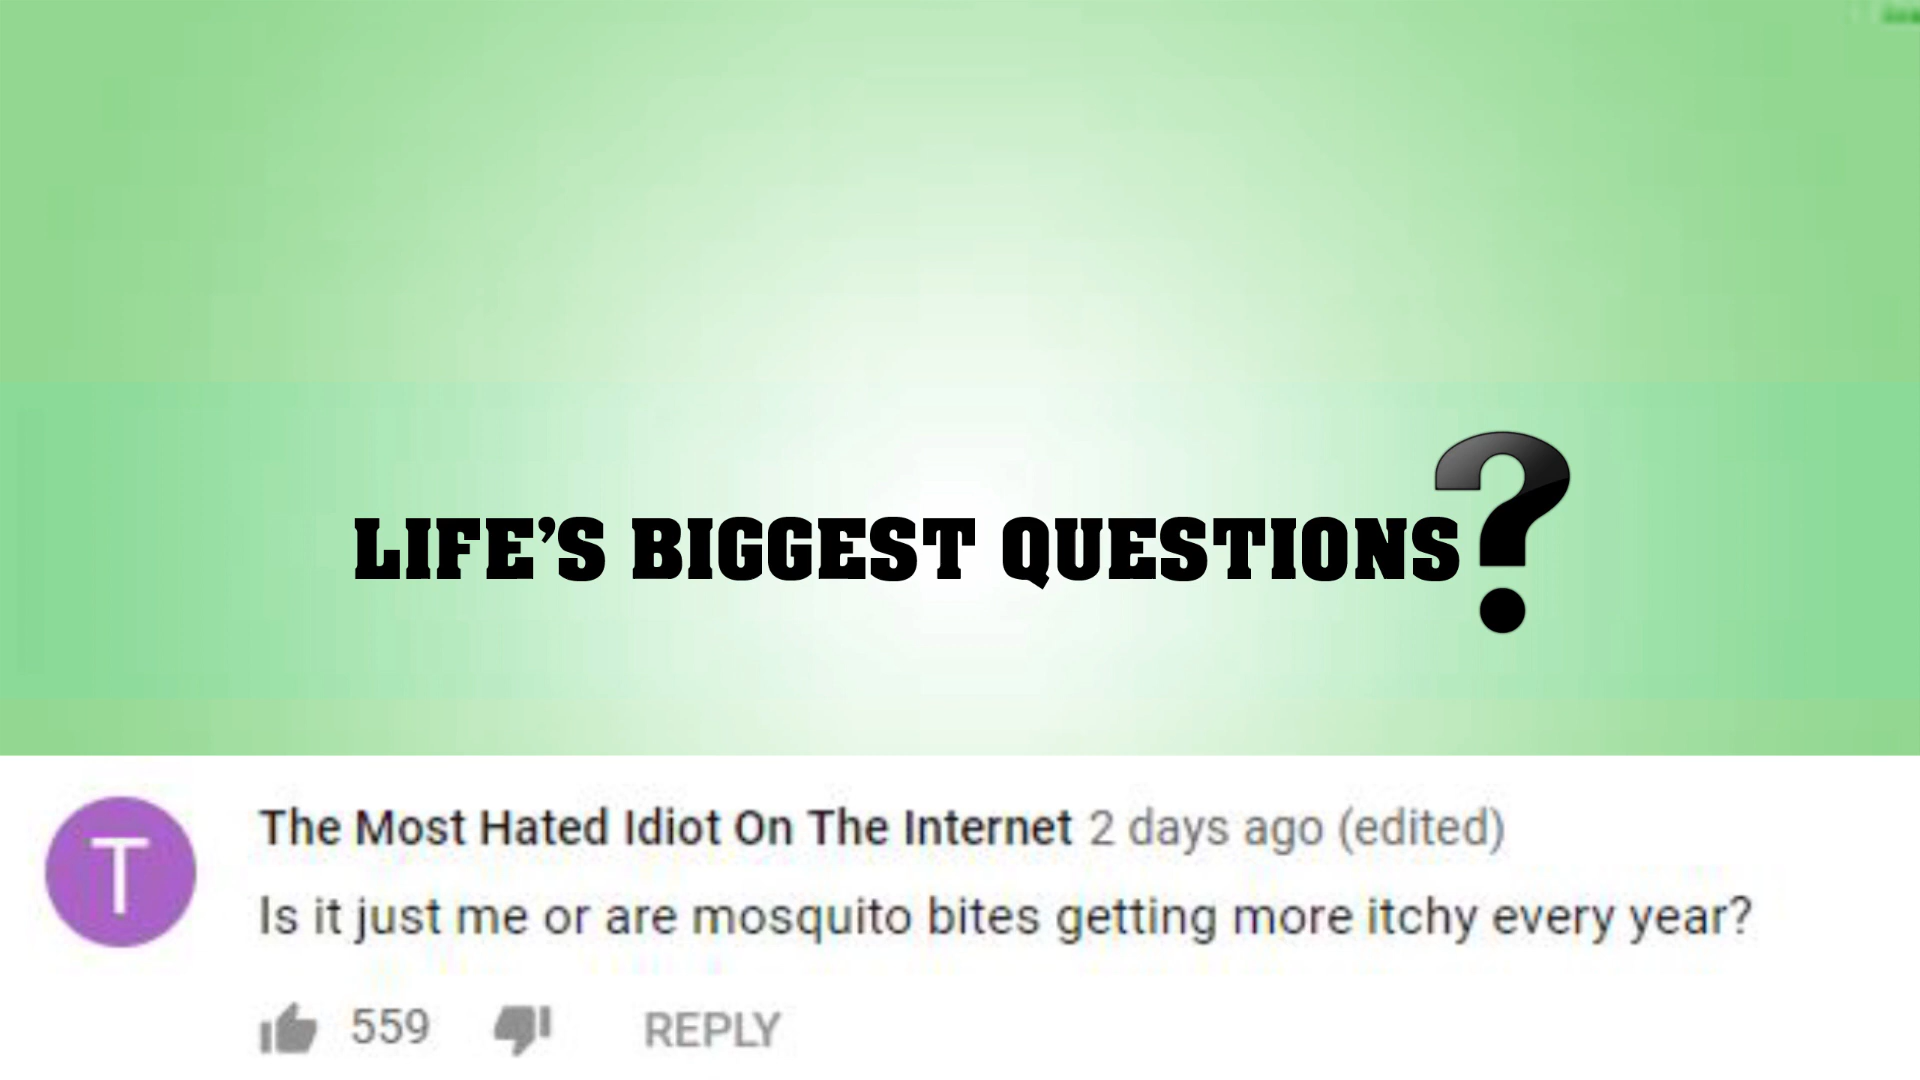 LIFE’S BIGGEST QUESTIONS?
T
The Most Hated Idiot On The Internet 2 days ago (edited)
Is it just me or are mosquito bites getting more itchy every year?
559 REPLY